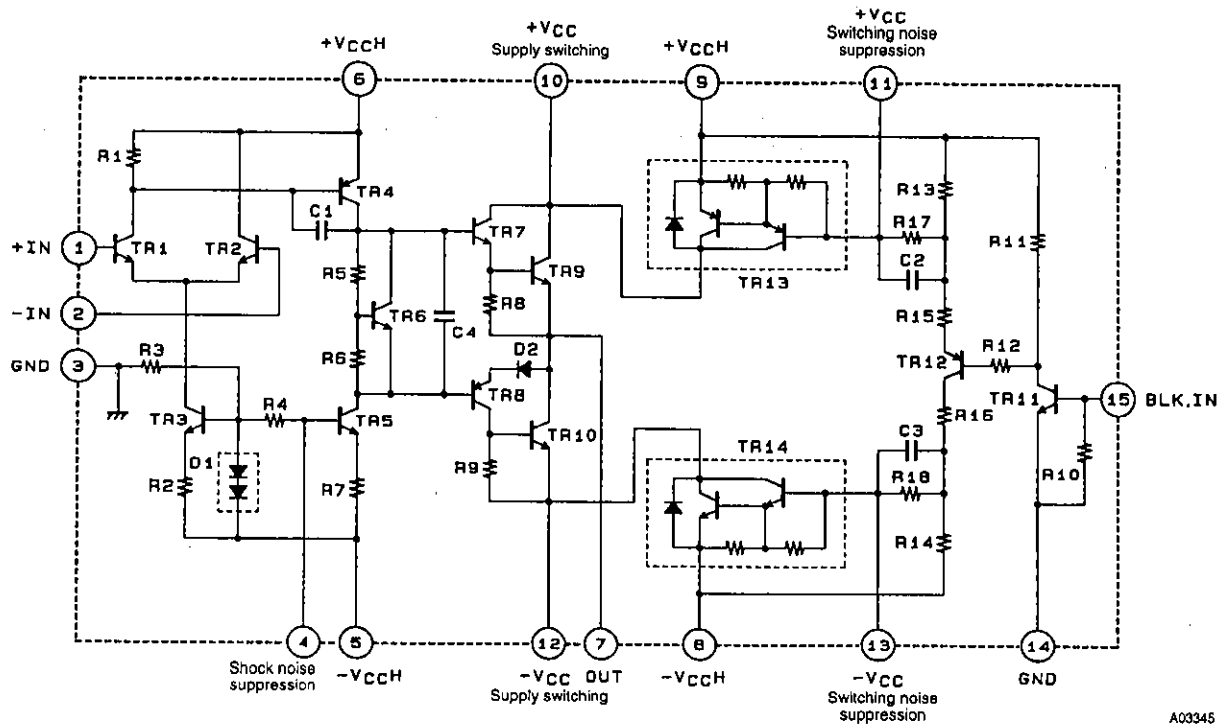 +VCC
+VCC
Switching noise
suppression
+VCCH
Supply switching
+VCCH
6
10
9
11
R1
TR4
C1
R13
R17
R11
+IN
1
TR1
TR2
TR7
TR9
TR13
C2
R5
R8
R15
-IN
2
TR6
C4
D2
TR12
R12
GND
3
R3
R6
TR8
TR11
15
BLK.IN
TR3
R4
TR5
TR10
TR14
R16
C3
R10
D1
R2
R7
R9
R18
R14
4
5
12
7
8
13
14
Shock noise
suppression
-VCCH
-VCC
OUT
-VCCH
-VCC
GND
Supply switching
Switching noise
suppression
A03345